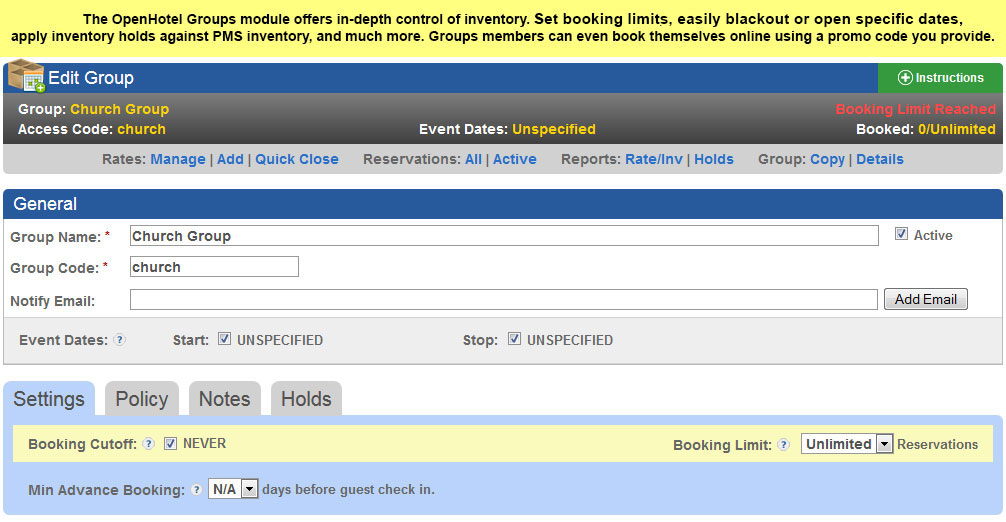 The OpenHotel Groups module offers in-depth control of inventory. Set booking limits, easily blackout or open specific dates,
apply inventory holds against PMS inventory, and much more. Groups members can even book themselves online using a promo code you provide.
Edit Group
Instructions
Group: Church Group
Booking Limit Reached
Access Code: church
Event Dates: Unspecified
Booked: 0/Unlimited
Rates: Manage | Add | Quick Close Reservations: All | Active Reports: Rate/Inv | Holds Group: Copy | Details
General
Group Name: * Church Group
Active
Group Code: * church
Notify Email:
Add Email
Event Dates: ? Start: UNSPECIFIED Stop: UNSPECIFIED
Settings Policy Notes Holds
Booking Cutoff: ? NEVER
Booking Limit: ? Unlimited Reservations
Min Advance Booking: ? N/A days before guest check in.